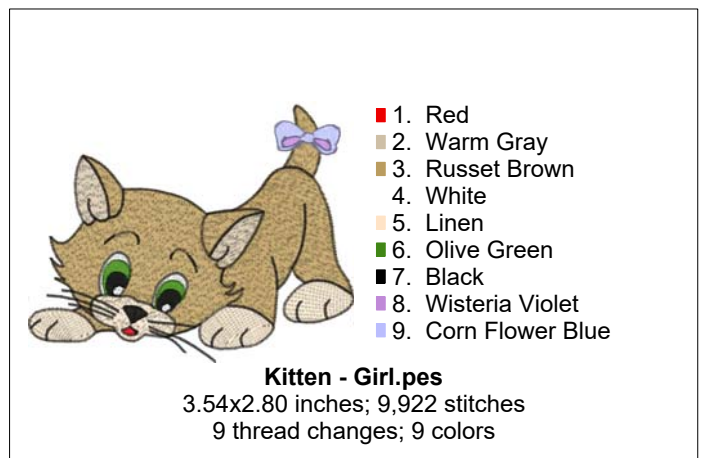 1. Red
2. Warm Gray
3. Russet Brown
4. White
5. Linen
6. Olive Green
7. Black
8. Wisteria Violet
9. Corn Flower Blue
Kitten - Girl.pes
3.54x2.80 inches; 9,922 stitches
9 thread changes; 9 colors